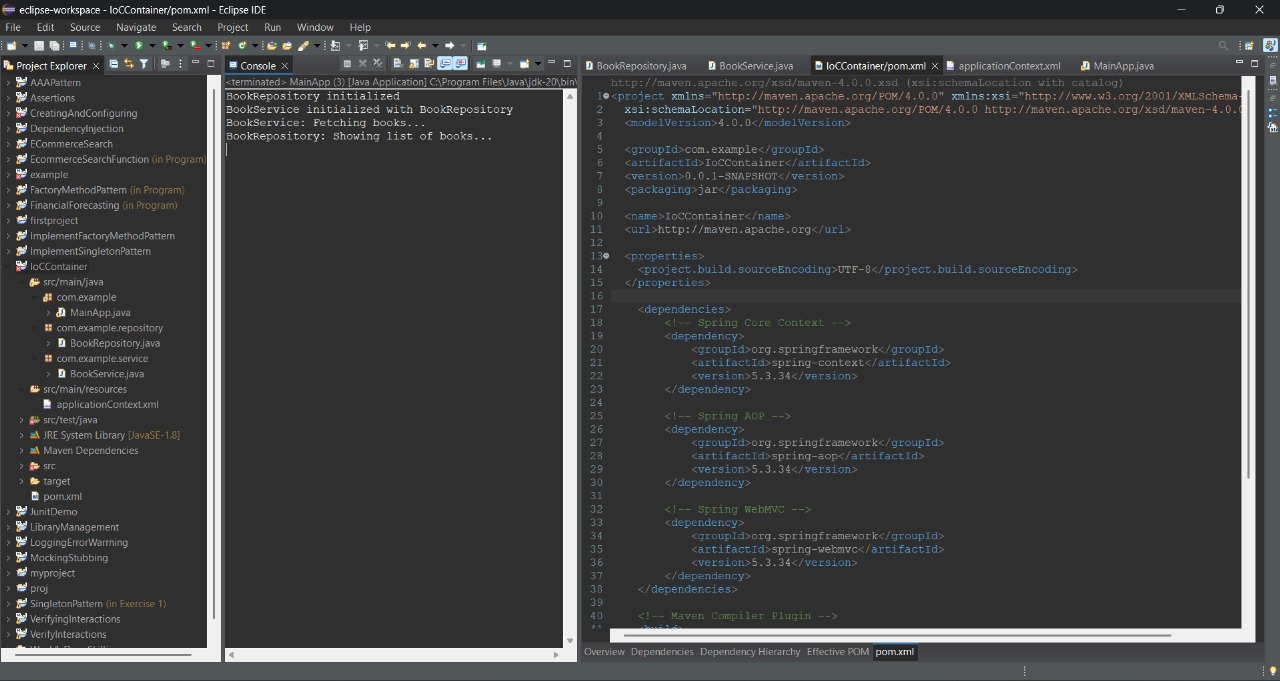 eclipse-workspace - IoCContainer/pom.xml - Eclipse IDE
File Edit Source Navigate Search Project Run Window Help
Project Explorer
AAAPattern
Assertions
CreatingAndConfiguring
DependencyInjection
ECommerceSearch
EcommerceSearchFunction (in Program)
example
FactoryMethodPattern (in Program)
FinancialForecasting (in Program)
firstproject
ImplementFactoryMethodPattern
ImplementSingletonPattern
IoCContainer
src/main/java
com.example
MainApp.java
com.example.repository
BookRepository.java
com.example.service
BookService.java
src/main/resources
applicationContext.xml
src/test/java
JRE System Library [JavaSE-1.8]
Maven Dependencies
src
target
pom.xml
JunitDemo
LibraryManagement
LoggingErrorWarming
MockingStubbing
myproject
proj
SingletonPattern (in Exercise 1)
VerifyingInteractions
VerifyInteractions
Console
<terminated> MainApp (3) [Java Application] C:\Program Files\Java\jdk-20\bin\
BookRepository initialized
BookService initialized with BookRepository
BookService: Fetching books...
BookRepository: Showing list of books...
BookRepository.java BookService.java IoCContainer/pom.xml applicationContext.xml MainApp.java
http://maven.apache.org/xsd/maven-4.0.0.xsd (xsi:schemaLocation with catalog)
1 <project xmlns="http://maven.apache.org/POM/4.0.0" xmlns:xsi="http://www.w3.org/2001/XMLSchema-
2 xsi:schemaLocation="http://maven.apache.org/POM/4.0.0 http://maven.apache.org/xsd/maven-4.0.0
3 <modelVersion>4.0.0</modelVersion>
4
5 <groupId>com.example</groupId>
6 <artifactId>IoCContainer</artifactId>
7 <version>0.0.1-SNAPSHOT</version>
8 <packaging>jar</packaging>
9
10 <name>IoCContainer</name>
11 <url>http://maven.apache.org</url>
12
13 <properties>
14 <project.build.sourceEncoding>UTF-8</project.build.sourceEncoding>
15 </properties>
16
17 <dependencies>
18 <!-- Spring Core Context -->
19 <dependency>
20 <groupId>org.springframework</groupId>
21 <artifactId>spring-context</artifactId>
22 <version>5.3.34</version>
23 </dependency>
24
25 <!-- Spring AOP -->
26 <dependency>
27 <groupId>org.springframework</groupId>
28 <artifactId>spring-aop</artifactId>
29 <version>5.3.34</version>
30 </dependency>
31
32 <!-- Spring WebMVC -->
33 <dependency>
34 <groupId>org.springframework</groupId>
35 <artifactId>spring-webmvc</artifactId>
36 <version>5.3.34</version>
37 </dependency>
38 </dependencies>
39
40 <!-- Maven Compiler Plugin -->
41 <build>
Overview Dependencies Dependency Hierarchy Effective POM pom.xml